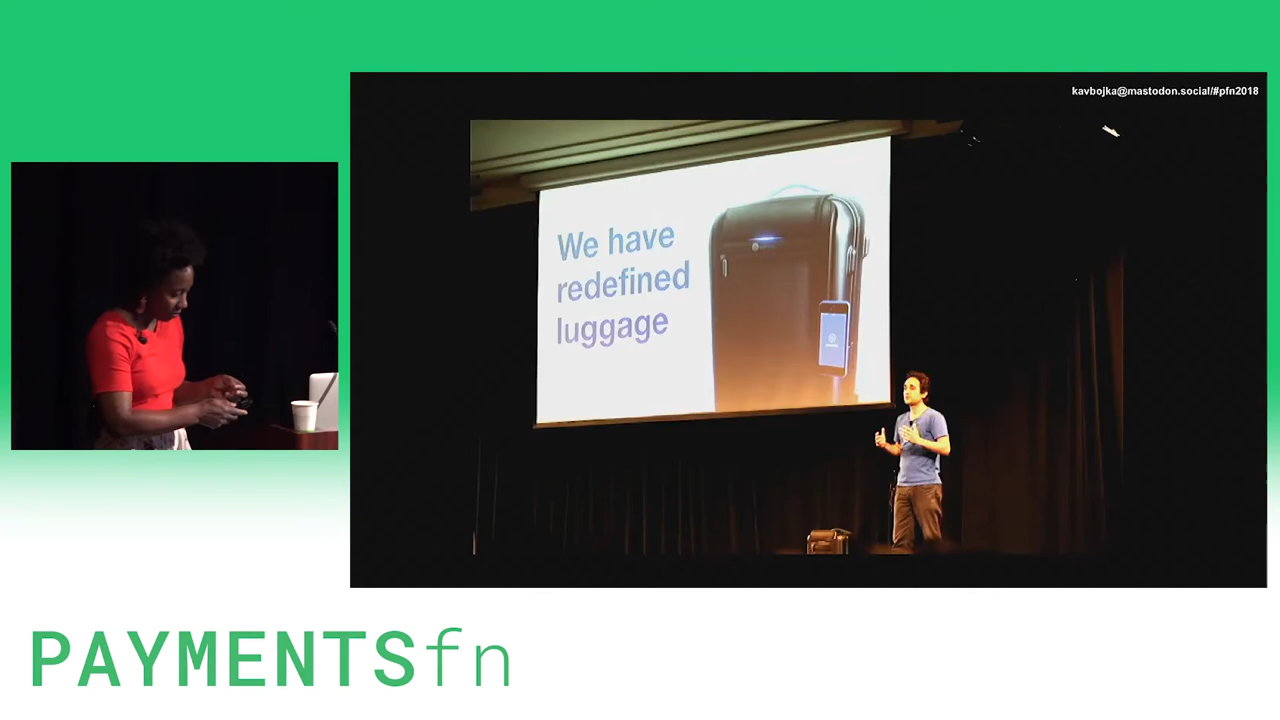 kavbojka@mastodon.social/#pfn2018
We have
redefined
luggage
PAYMENTSfn